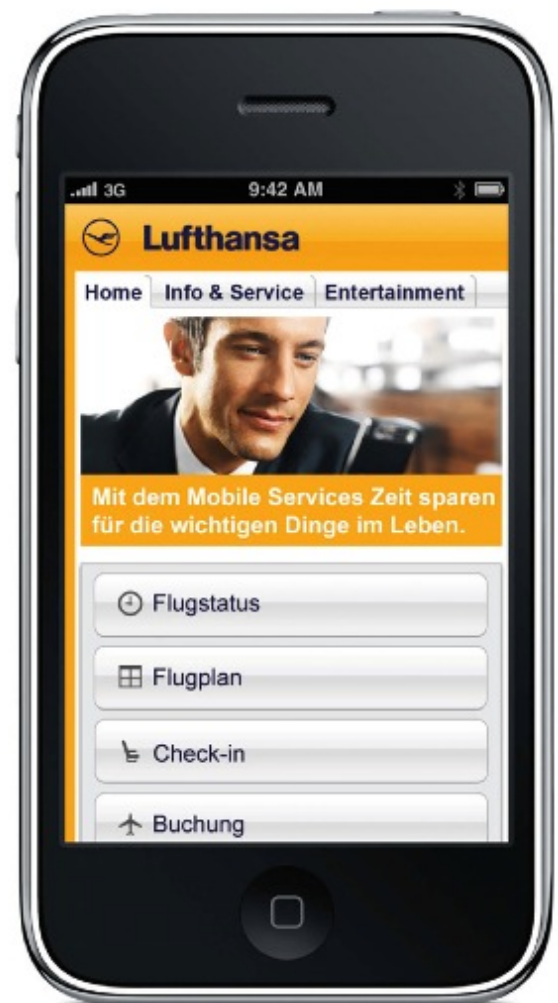 3G
9:42 AM
Lufthansa
Home
Info & Service
Entertainment
Mit dem Mobile Services Zeit sparen
für die wichtigen Dinge im Leben.
Flugstatus
Flugplan
Check-in
Buchung